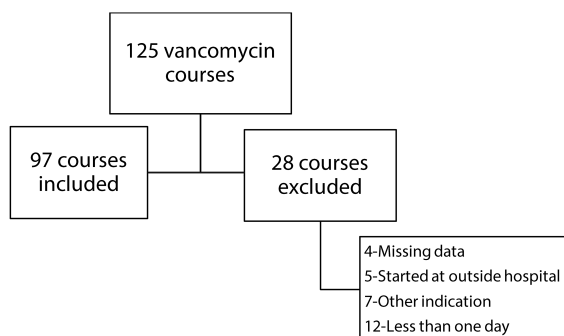 125 vancomycin
courses
97 courses
included
28 courses
excluded
4-Missing data
5-Started at outside hospital
7-Other indication
12-Less than one day